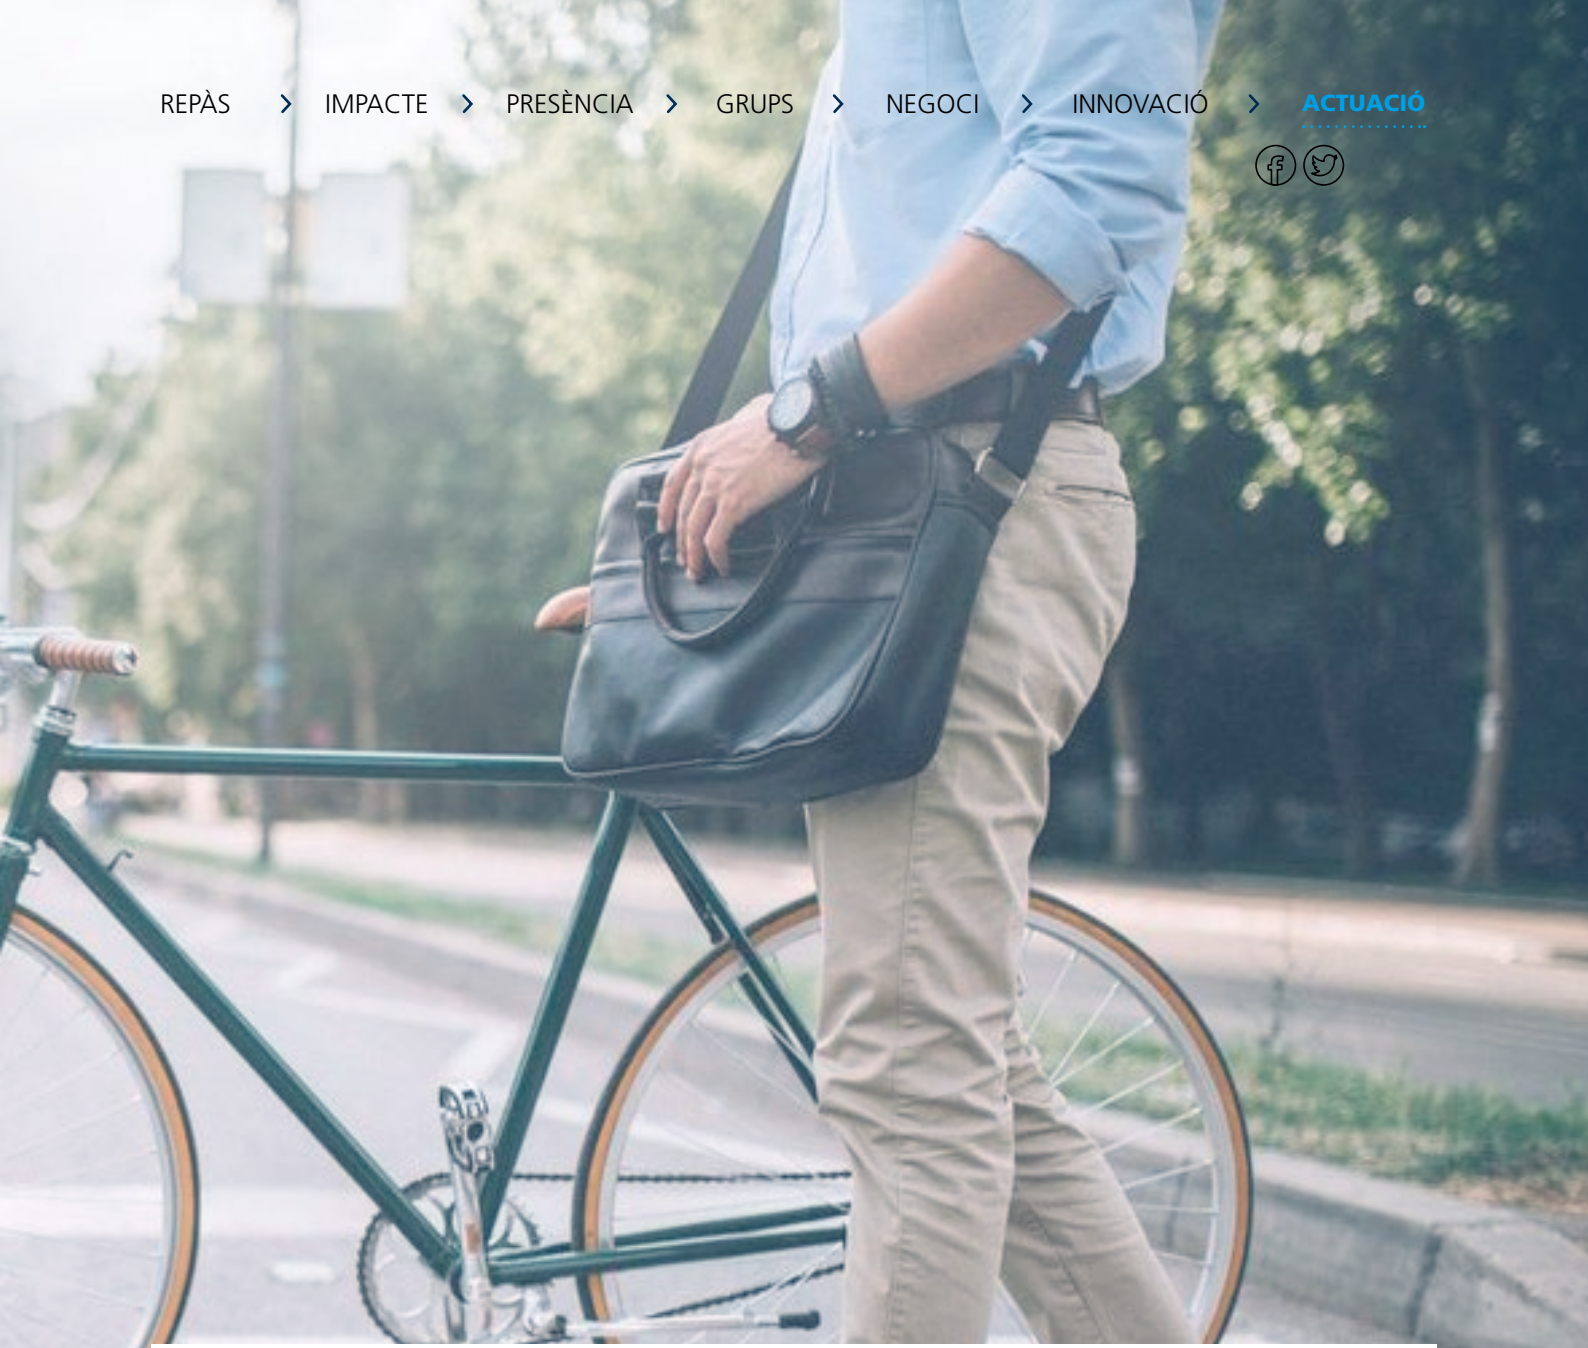 REPÀS > IMPACTE > PRESÈNCIA > GRUPS > NEGOCI > INNOVACIÓ > ACTUACIÓ